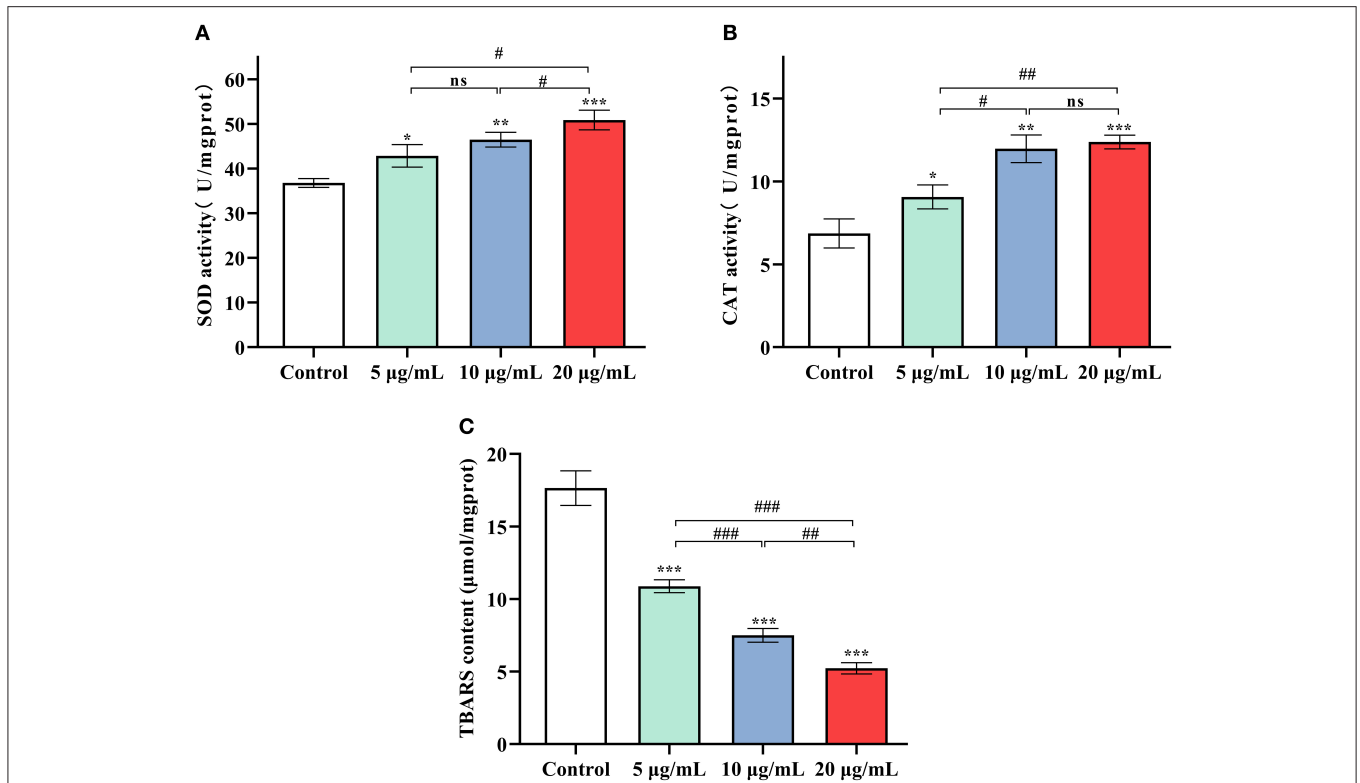 A
SOD activity( U/mgprot)
60
50
40
30
20
10
0
#
ns
#
*
**
***
Control
5 μg/mL
10 μg/mL
20 μg/mL
B
CAT activity( U/mgprot)
15
10
5
0
##
#
ns
*
**
***
Control
5 μg/mL
10 μg/mL
20 μg/mL
C
TBARS content (μmol/mgprot)
20
15
10
5
0
###
###
##
***
***
***
Control
5 μg/mL
10 μg/mL
20 μg/mL